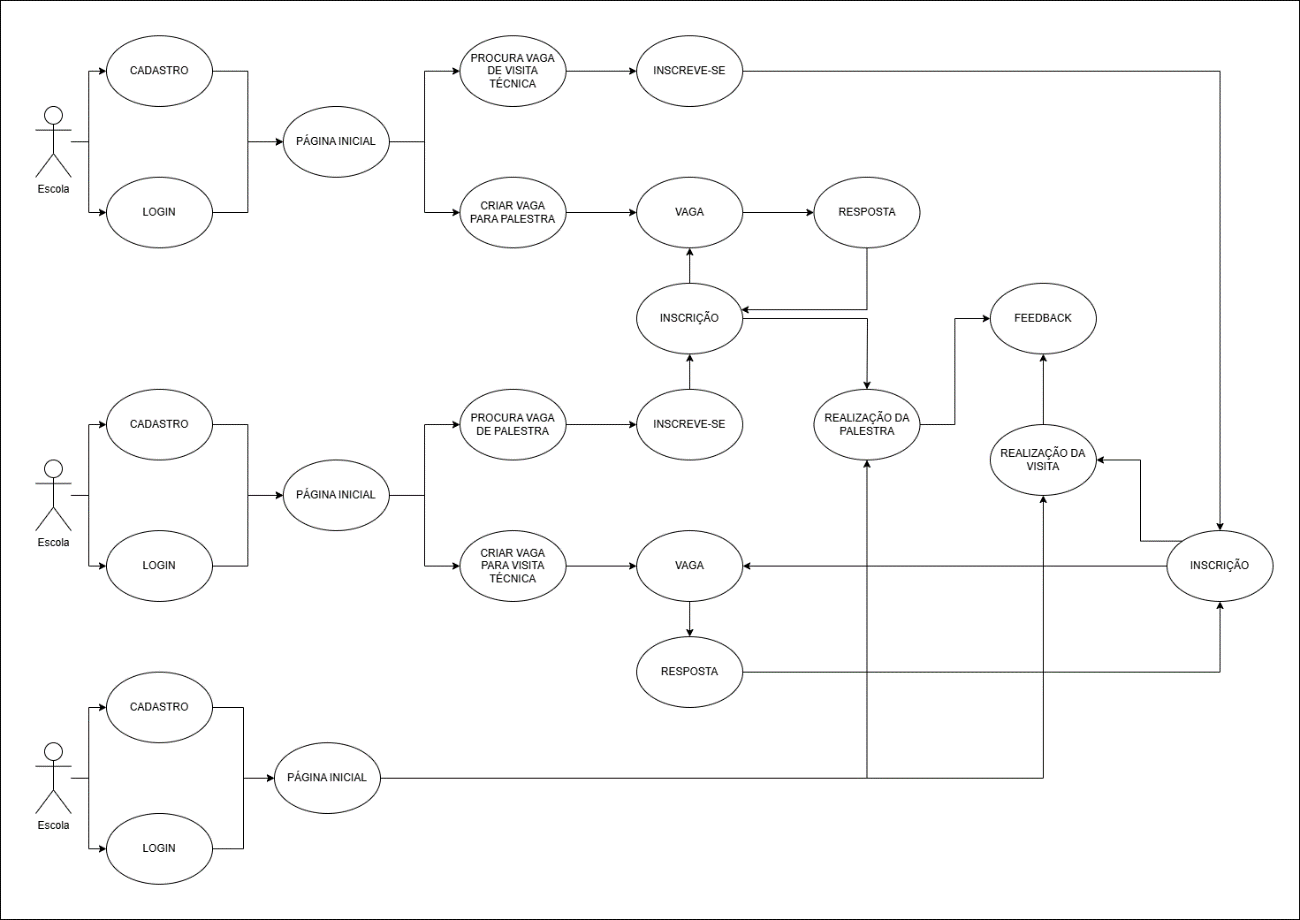 CADASTRO
PROCURA VAGA
DE VISITA
TÉCNICA
INSCREVE-SE
PÁGINA INICIAL
Escola
LOGIN
CRIAR VAGA
PARA PALESTRA
VAGA
RESPOSTA
INSCRIÇÃO
FEEDBACK
CADASTRO
PROCURA VAGA
DE PALESTRA
INSCREVE-SE
REALIZAÇÃO DA
PALESTRA
REALIZAÇÃO DA
VISITA
PÁGINA INICIAL
Escola
LOGIN
CRIAR VAGA
PARA VISITA
TÉCNICA
VAGA
INSCRIÇÃO
RESPOSTA
CADASTRO
PÁGINA INICIAL
Escola
LOGIN